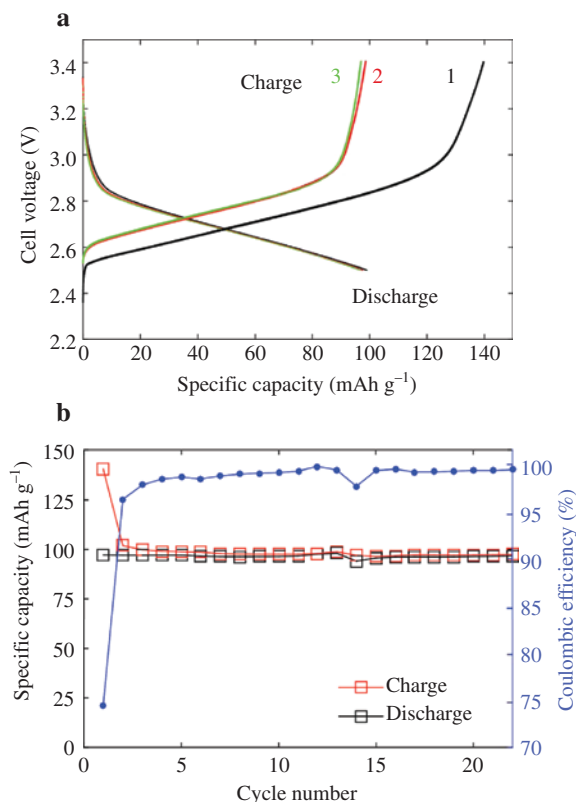 a
3.4
3.2
3.0
2.8
2.6
2.4
2.2
Cell voltage (V)
Charge
3
2
1
Discharge
0 20 40 60 80 100 120 140
Specific capacity (mAh g⁻¹)
b
150
125
100
75
50
25
0
Specific capacity (mAh g⁻¹)
100
95
90
85
80
75
70
Coulombic efficiency (%)
Charge
Discharge
0 5 10 15 20
Cycle number